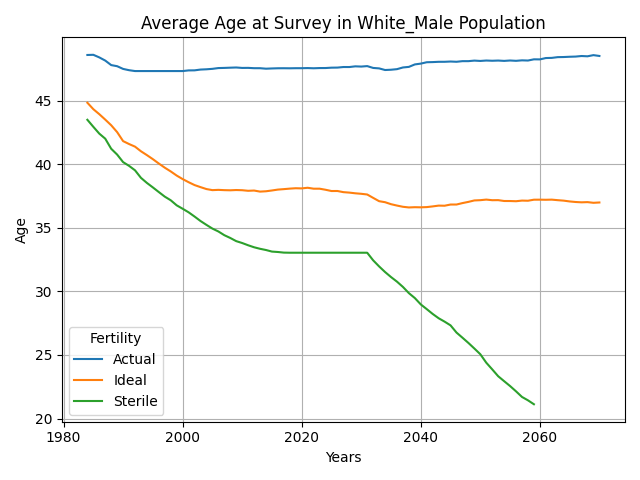 Average Age at Survey in White_Male Population
Age
45
40
35
30
25
20
Fertility
Actual
Ideal
Sterile
1980
2000
2020
2040
2060
Years